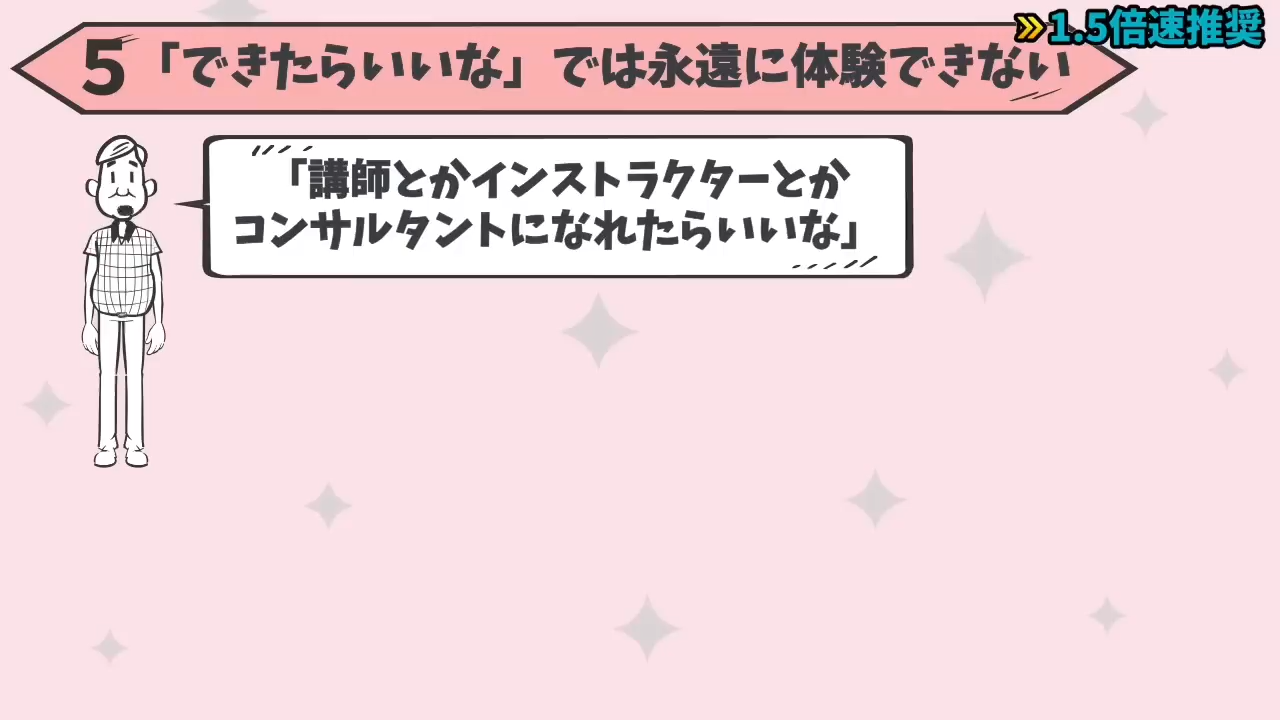 1.5倍速推奨
5 「できたらいいな」では永遠に体験できない
「講師とかインストラクターとか
コンサルタントになれたらいいな」